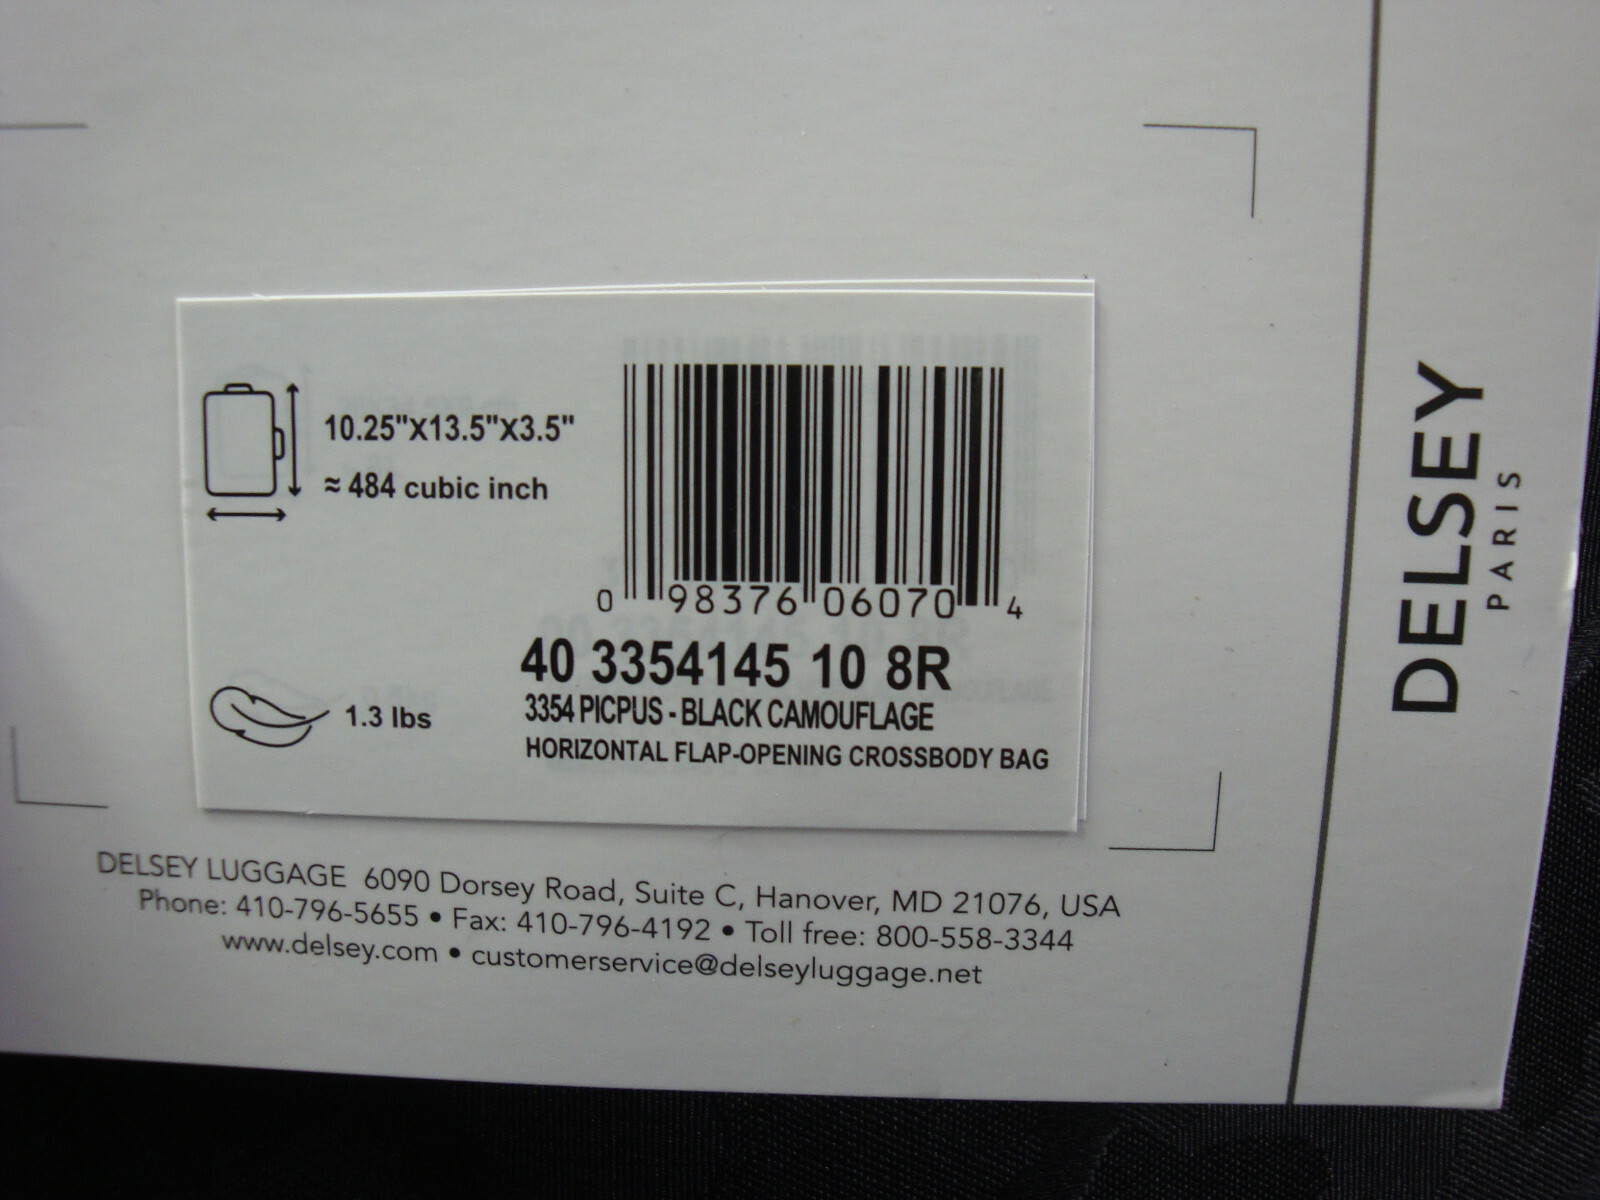 10.25"X13.5"X3.5"
≈ 484 cubic inch
0 98376 06070 4
40 3354145 10 8R
3354 PICPUS - BLACK CAMOUFLAGE
1.3 lbs
HORIZONTAL FLAP-OPENING CROSSBODY BAG
DELSEY LUGGAGE 6090 Dorsey Road, Suite C, Hanover, MD 21076, USA
Phone: 410-796-5655 • Fax: 410-796-4192 • Toll free: 800-558-3344
www.delsey.com • customerservice@delseyluggage.net
DELSEY
PARIS